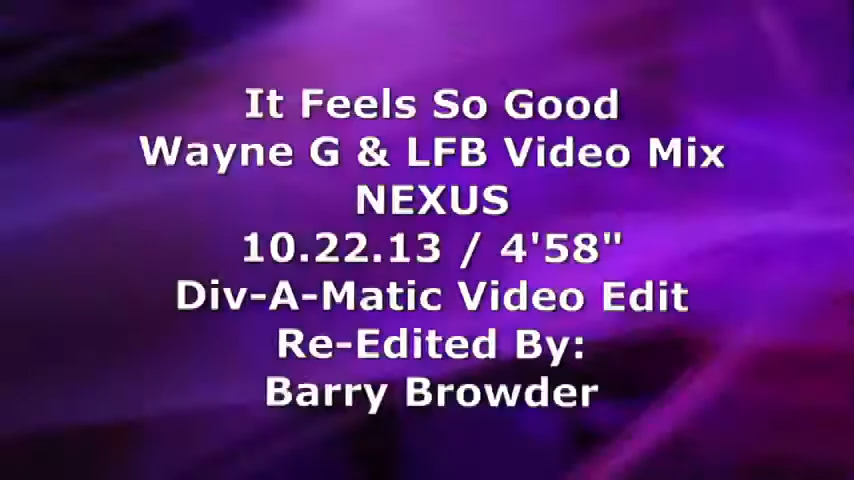 It Feels So Good
Wayne G & LFB Video Mix
NEXUS
10.22.13 / 4'58"
Div-A-Matic Video Edit
Re-Edited By:
Barry Browder